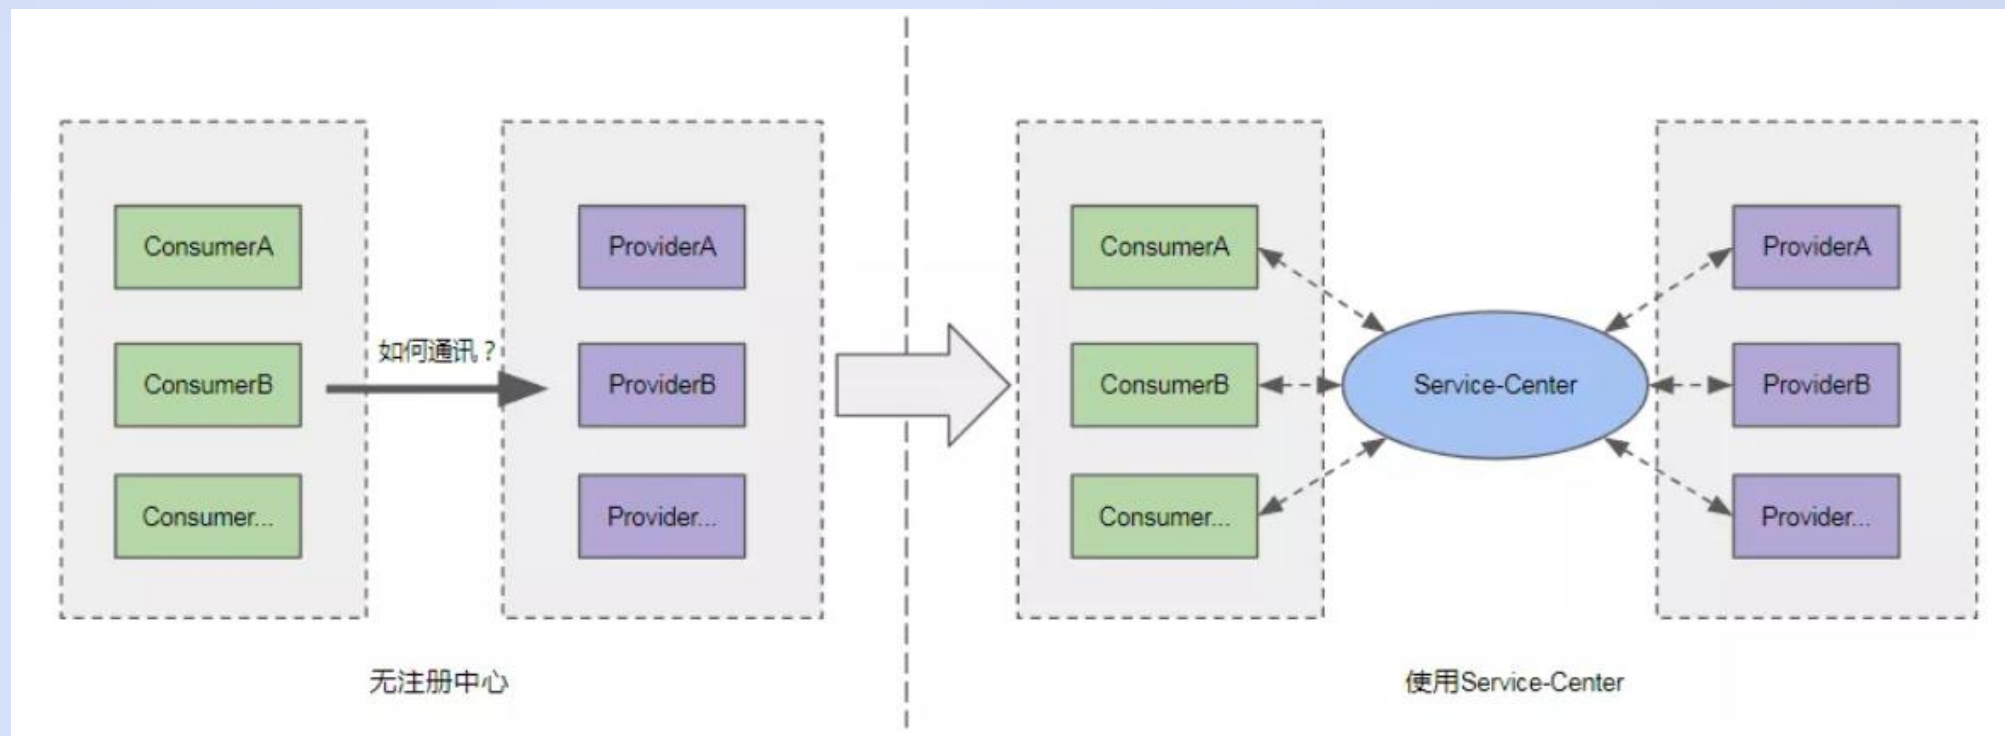 ConsumerA
ConsumerB
Consumer...
如何通讯？
ProviderA
ProviderB
Provider...
无注册中心
ConsumerA
ConsumerB
Consumer...
Service-Center
ProviderA
ProviderB
Provider...
使用Service-Center